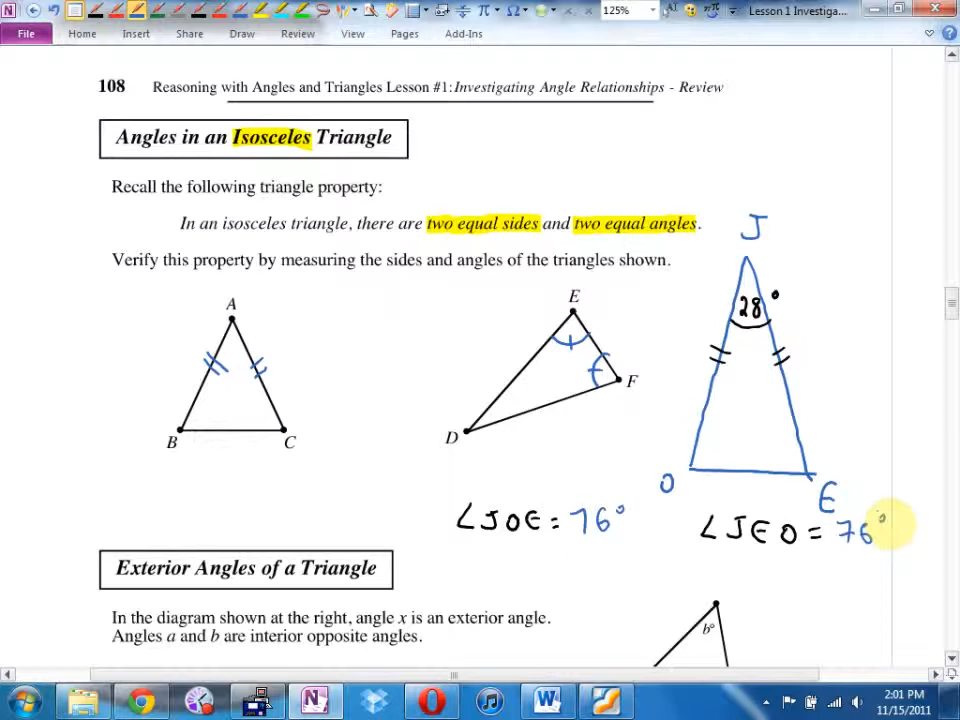 125%
Lesson 1 Investiga...
File Home Insert Share Draw Review View Pages Add-Ins
108 Reasoning with Angles and Triangles Lesson #1: Investigating Angle Relationships - Review
Angles in an Isosceles Triangle
Recall the following triangle property:
In an isosceles triangle, there are two equal sides and two equal angles.
Verify this property by measuring the sides and angles of the triangles shown.
J
28°
A
B
C
E
F
D
O
E
∠JOE = 76°
∠JEO = 76°
Exterior Angles of a Triangle
In the diagram shown at the right, angle x is an exterior angle.
Angles a and b are interior opposite angles.
b°
2:01 PM
11/15/2011